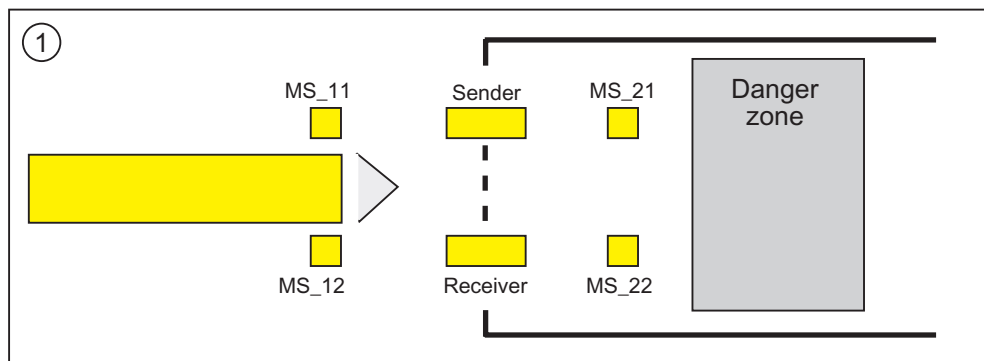 1
MS_11
Sender
MS_21
Danger
zone
MS_12
Receiver
MS_22